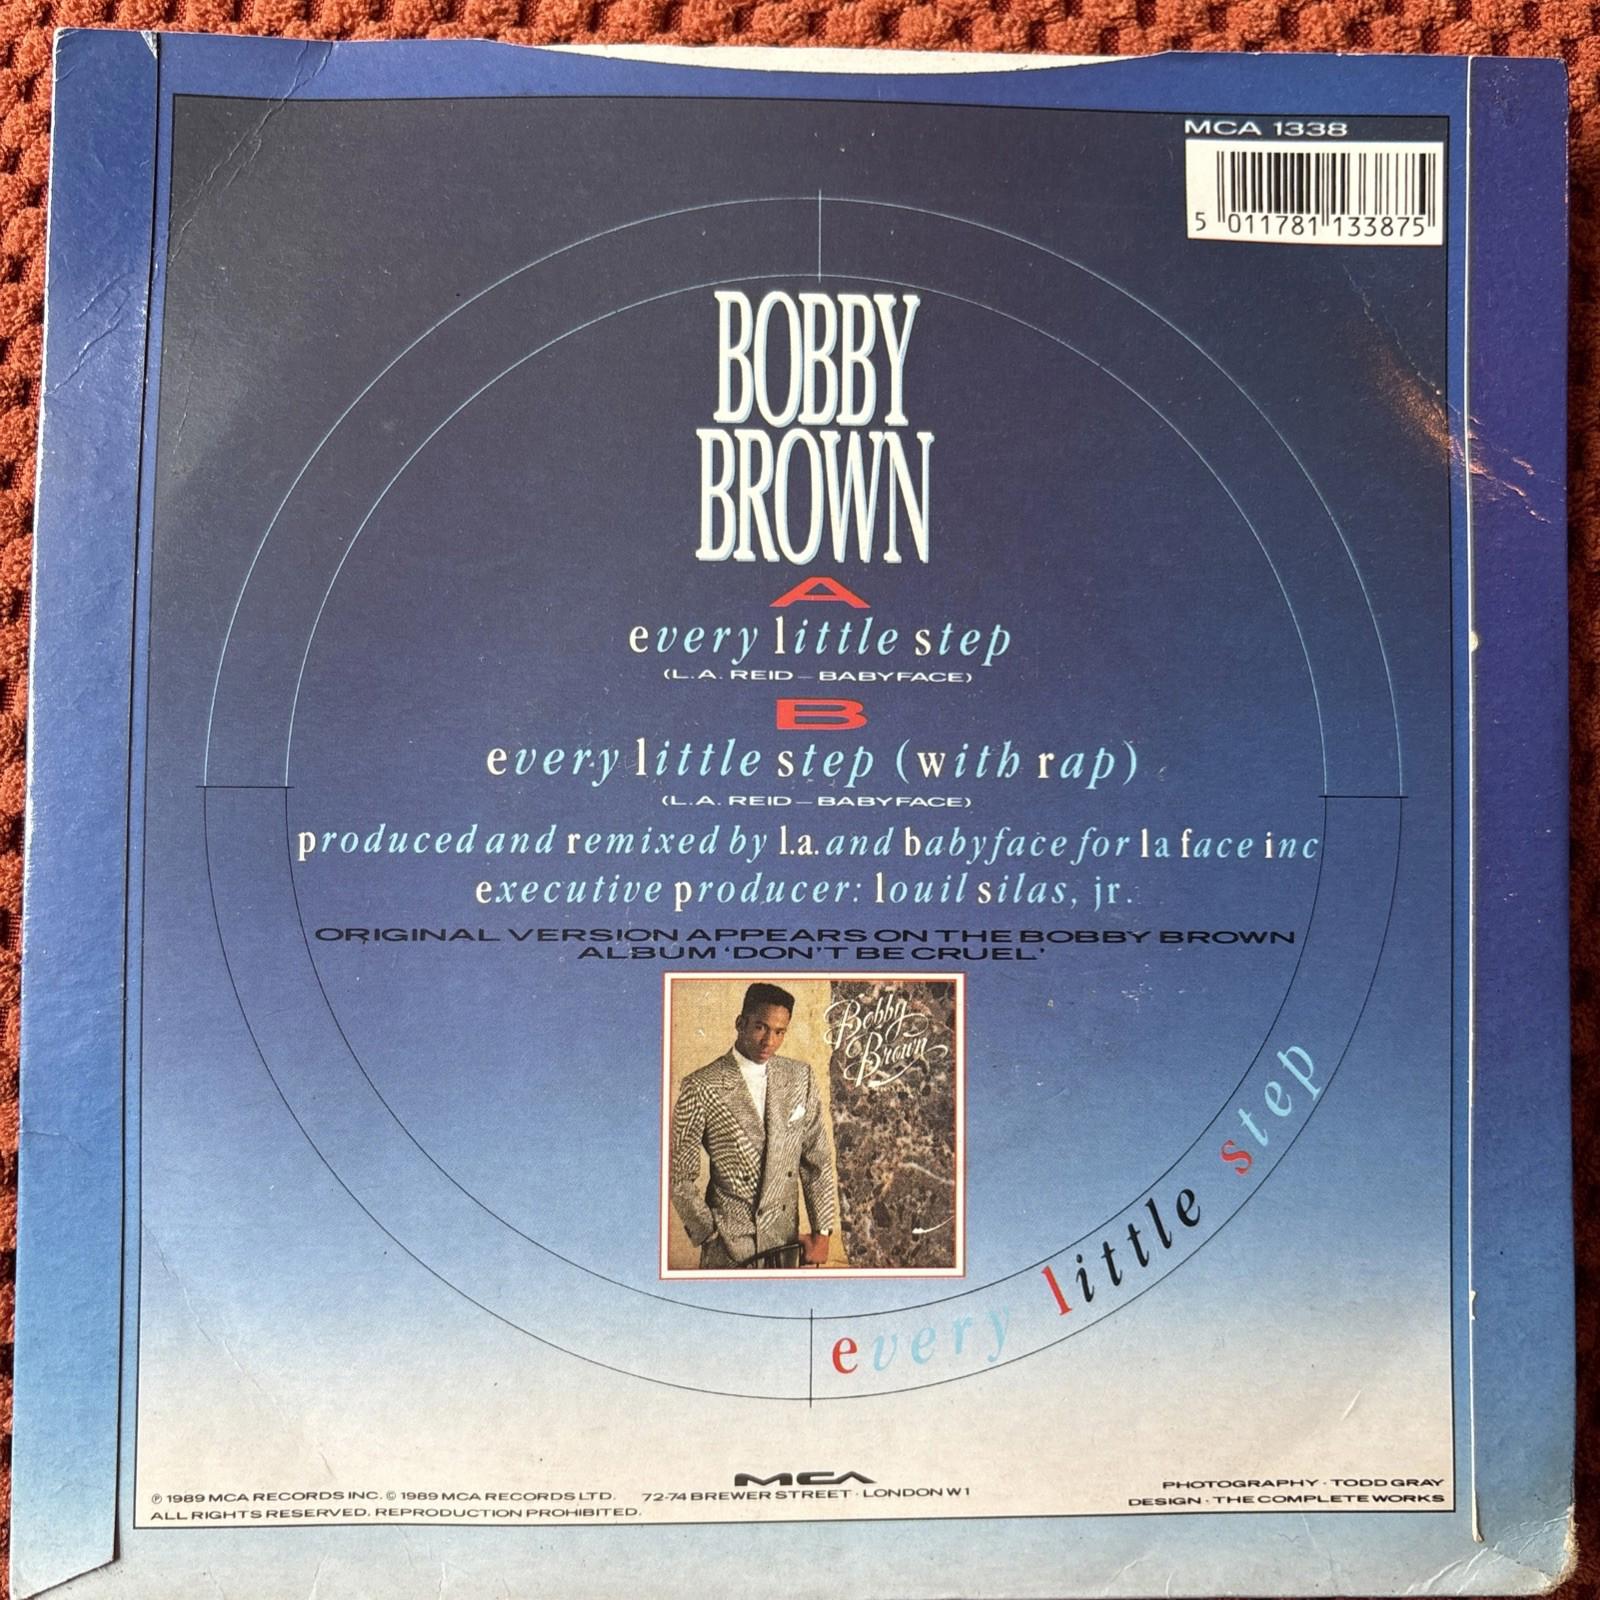 MCA 1338
5 011781 133875
BOBBY
BROWN
A
every little step
(L.A. REID – BABYFACE)
B
every little step (with rap)
(L.A. REID – BABYFACE)
produced and remixed by l.a. and babyface for la face inc
executive producer: louil silas, jr.
ORIGINAL VERSION APPEARS ON THE BOBBY BROWN
ALBUM ‘DON'T BE CRUEL’
Bobby
Brown
every little step
MCA
℗ 1989 MCA RECORDS INC. © 1989 MCA RECORDS LTD. 72-74 BREWER STREET · LONDON W1
ALL RIGHTS RESERVED. REPRODUCTION PROHIBITED.
PHOTOGRAPHY · TODD GRAY
DESIGN · THE COMPLETE WORKS